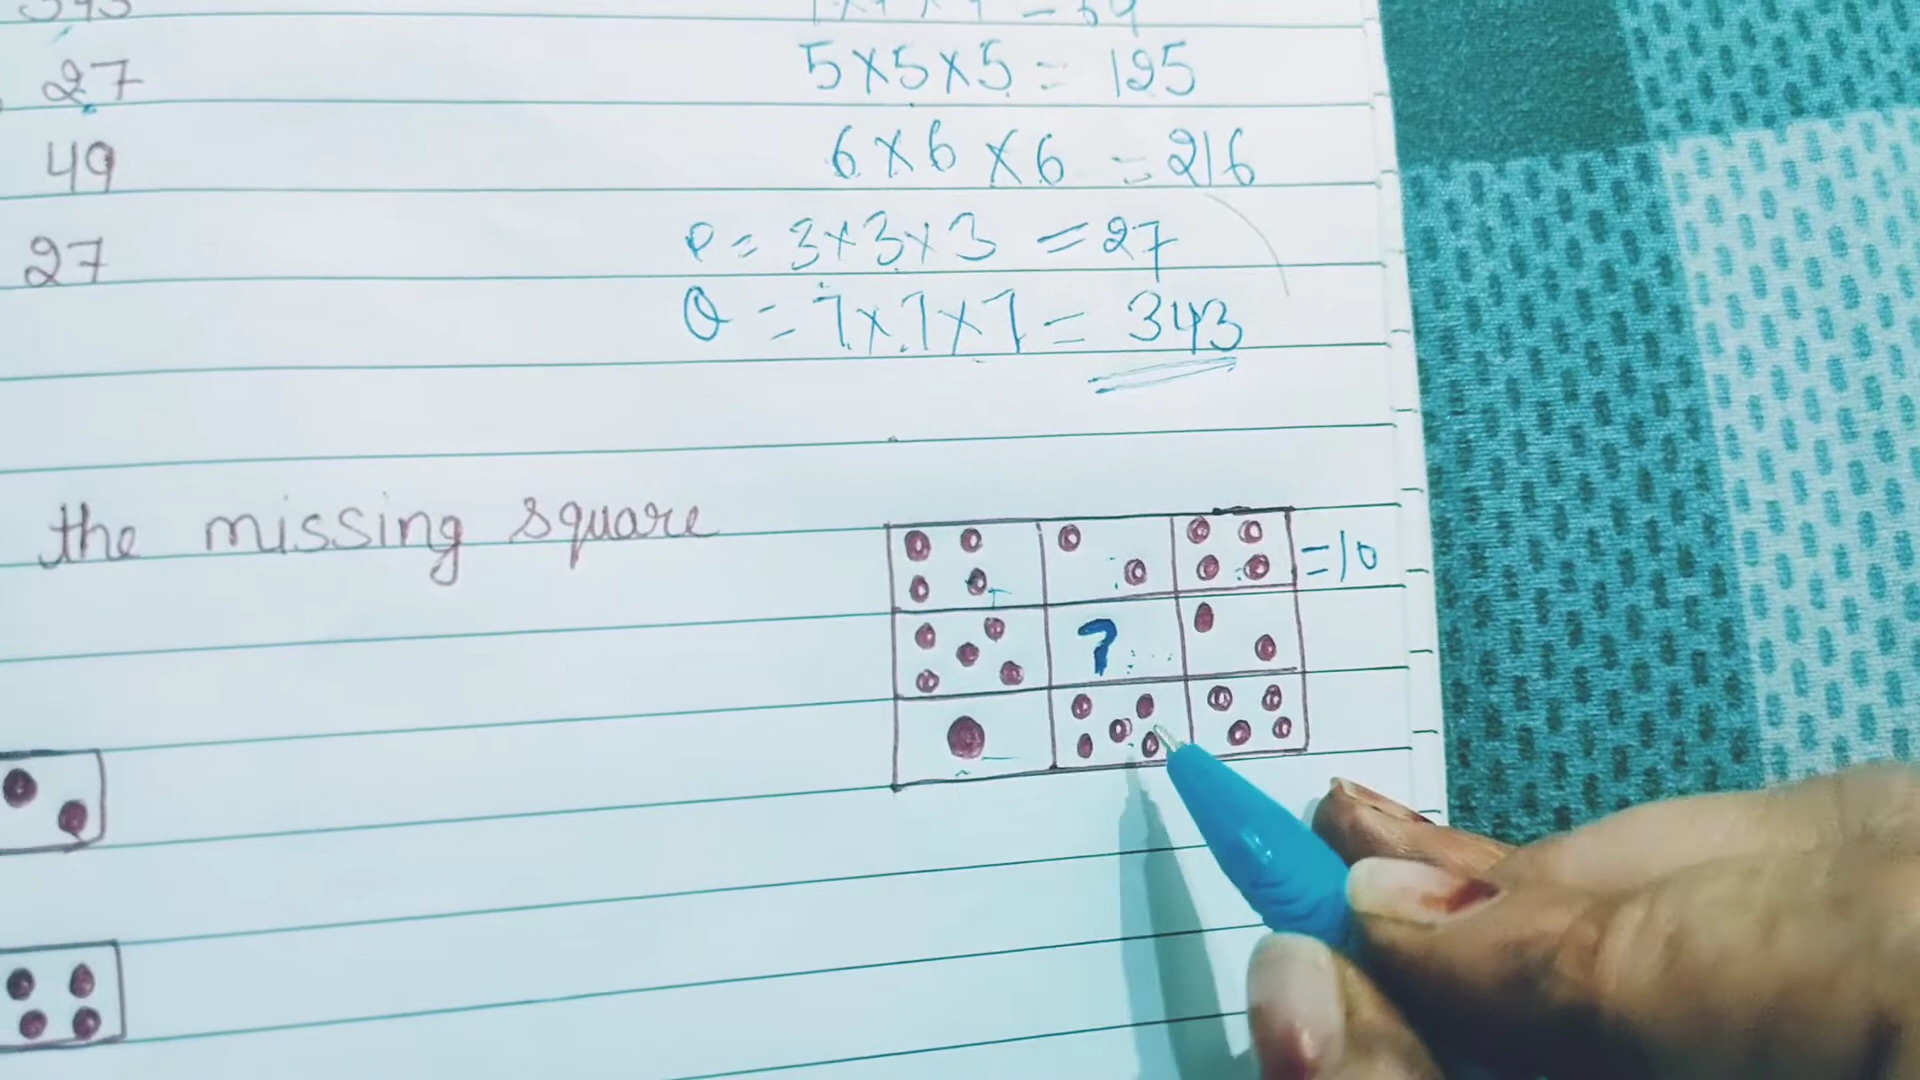 27
5×5×5 = 125
49
6×6×6 = 216
27
P = 3×3×3 = 27
Q = 7×7×7 = 343
the missing square
=10
?